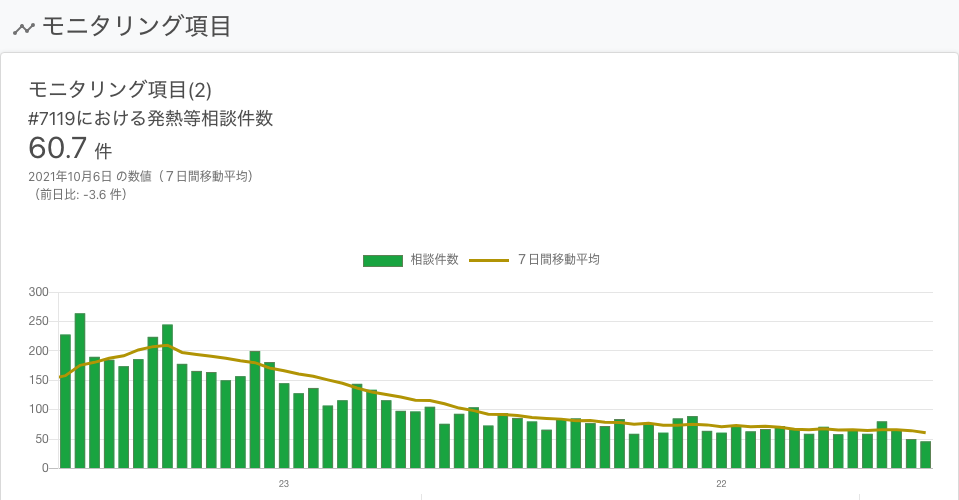 モニタリング項目
モニタリング項目(2)
#7119における発熱等相談件数
60.7 件
2021年10月6日 の数値（７日間移動平均）
（前日比: -3.6 件）
相談件数 ７日間移動平均
300
250
200
150
100
50
0
23 22